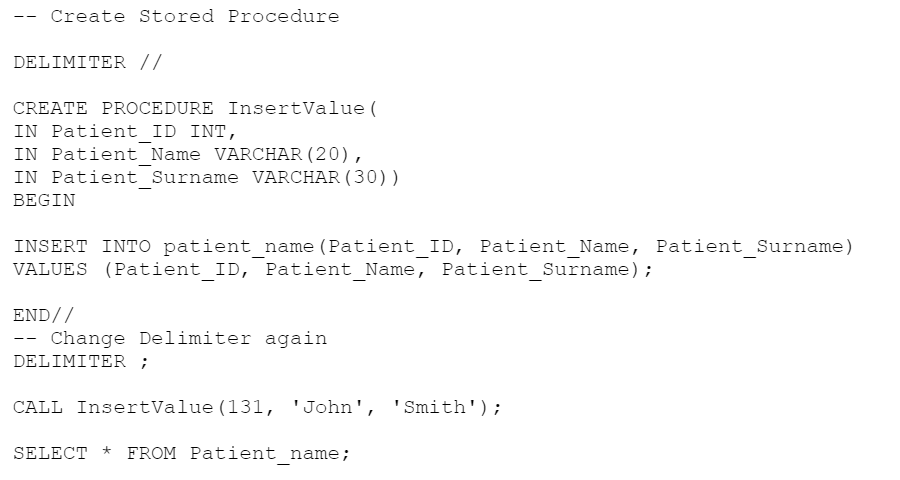 -- Create Stored Procedure
DELIMITER //
CREATE PROCEDURE InsertValue(
IN Patient_ID INT,
IN Patient_Name VARCHAR(20),
IN Patient_Surname VARCHAR(30))
BEGIN
INSERT INTO patient_name(Patient_ID, Patient_Name, Patient_Surname)
VALUES (Patient_ID, Patient_Name, Patient_Surname);
END//
-- Change Delimiter again
DELIMITER ;
CALL InsertValue(131, 'John', 'Smith');
SELECT * FROM Patient_name;